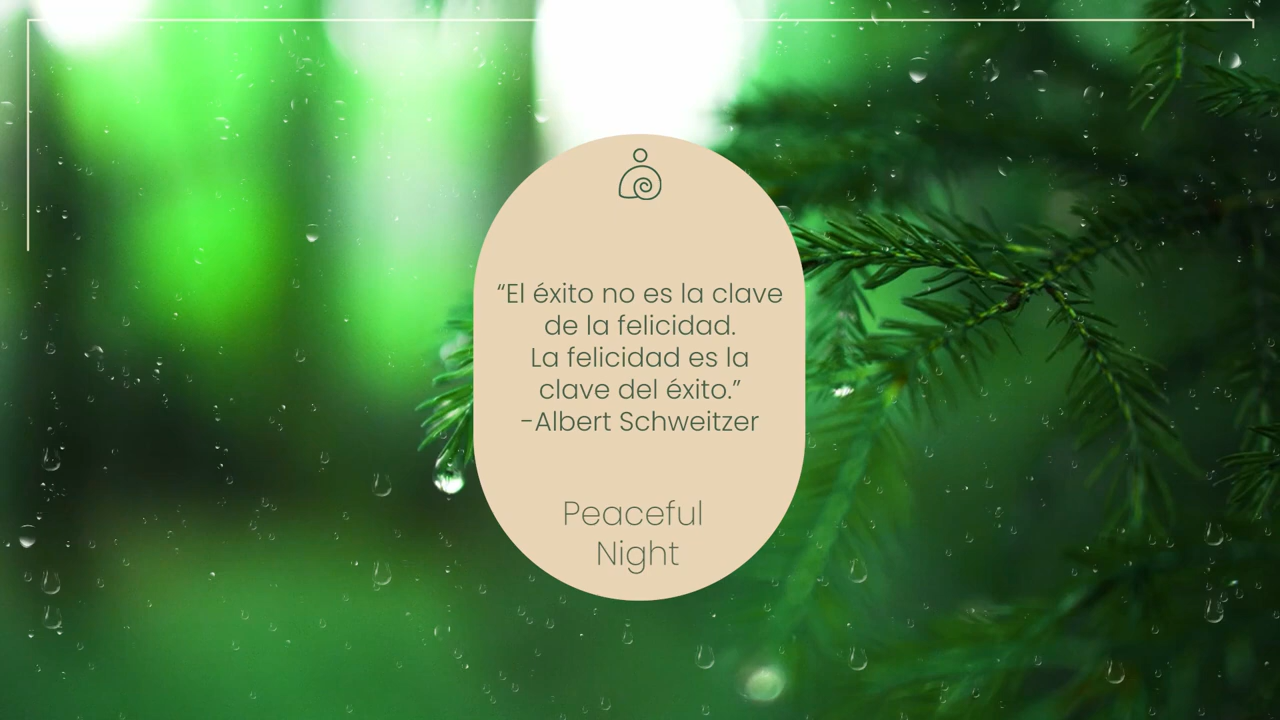 “El éxito no es la clave
de la felicidad.
La felicidad es la
clave del éxito.”
-Albert Schweitzer
Peaceful
Night